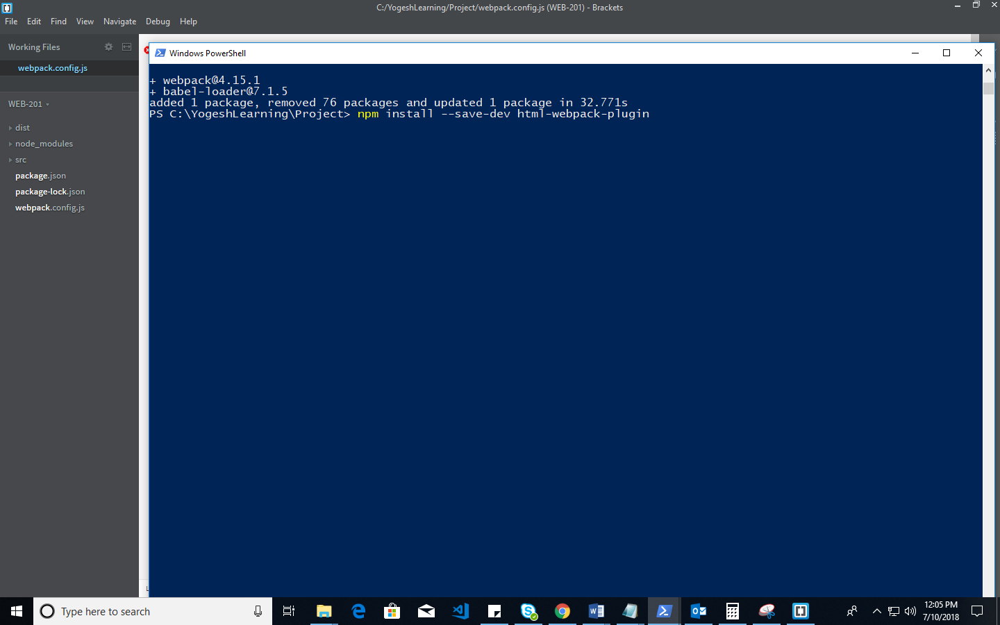 C:/YogeshLearning/Project/webpack.config.js (WEB-201) - Brackets
File Edit Find View Navigate Debug Help
Working Files
webpack.config.js
WEB-201
dist
node_modules
src
package.json
package-lock.json
webpack.config.js
Windows PowerShell
+ webpack@4.15.1
+ babel-loader@7.1.5
added 1 package, removed 76 packages and updated 1 package in 32.771s
PS C:\YogeshLearning\Project> npm install --save-dev html-webpack-plugin
Type here to search
12:05 PM
7/10/2018